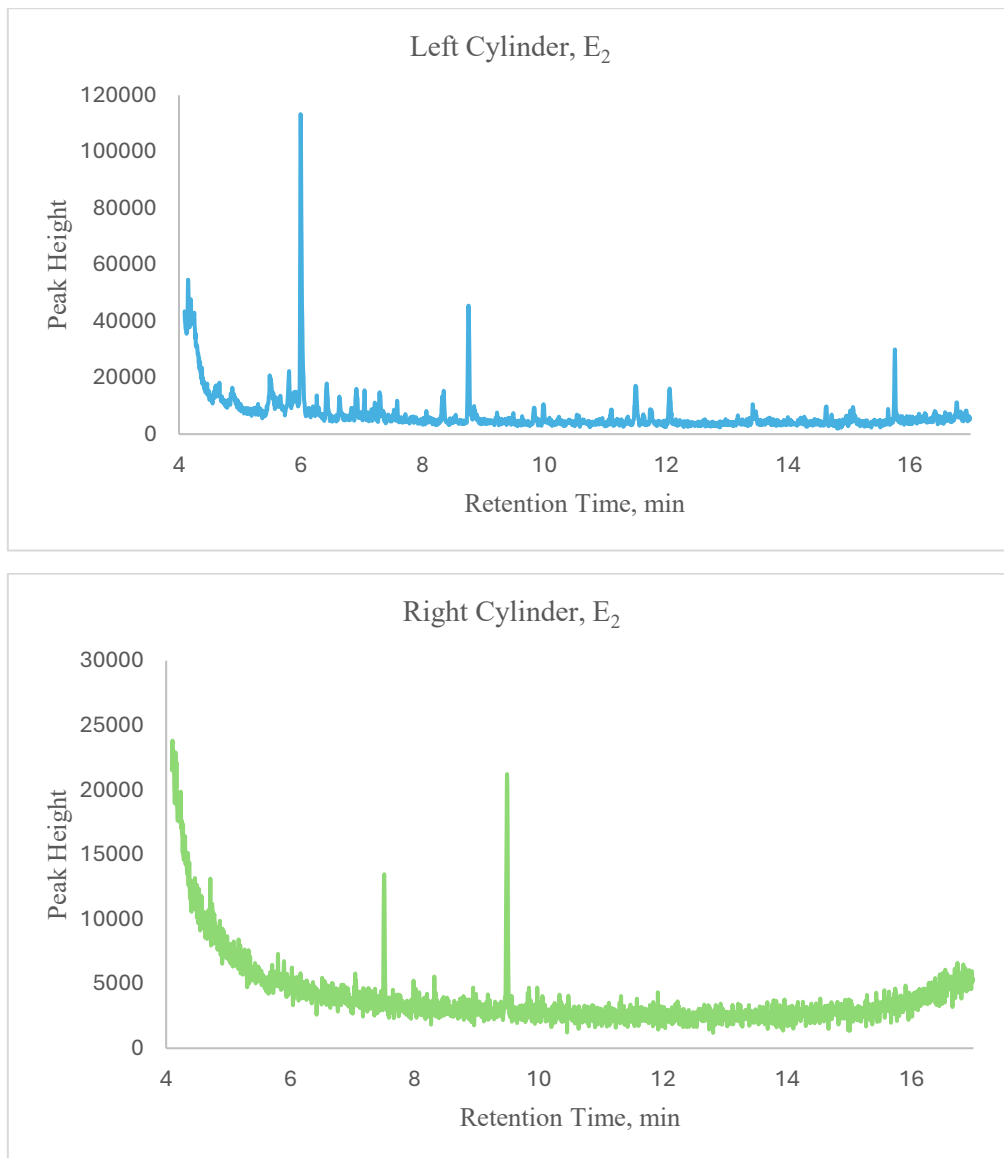 Left Cylinder, E₂
120000
100000
80000
60000
40000
20000
0
Peak Height
4 6 8 10 12 14 16
Retention Time, min
Right Cylinder, E₂
30000
25000
20000
15000
10000
5000
0
Peak Height
4 6 8 10 12 14 16
Retention Time, min